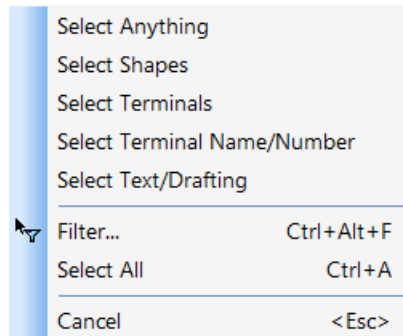 Select Anything
Select Shapes
Select Terminals
Select Terminal Name/Number
Select Text/Drafting
Filter... Ctrl+Alt+F
Select All Ctrl+A
Cancel <Esc>